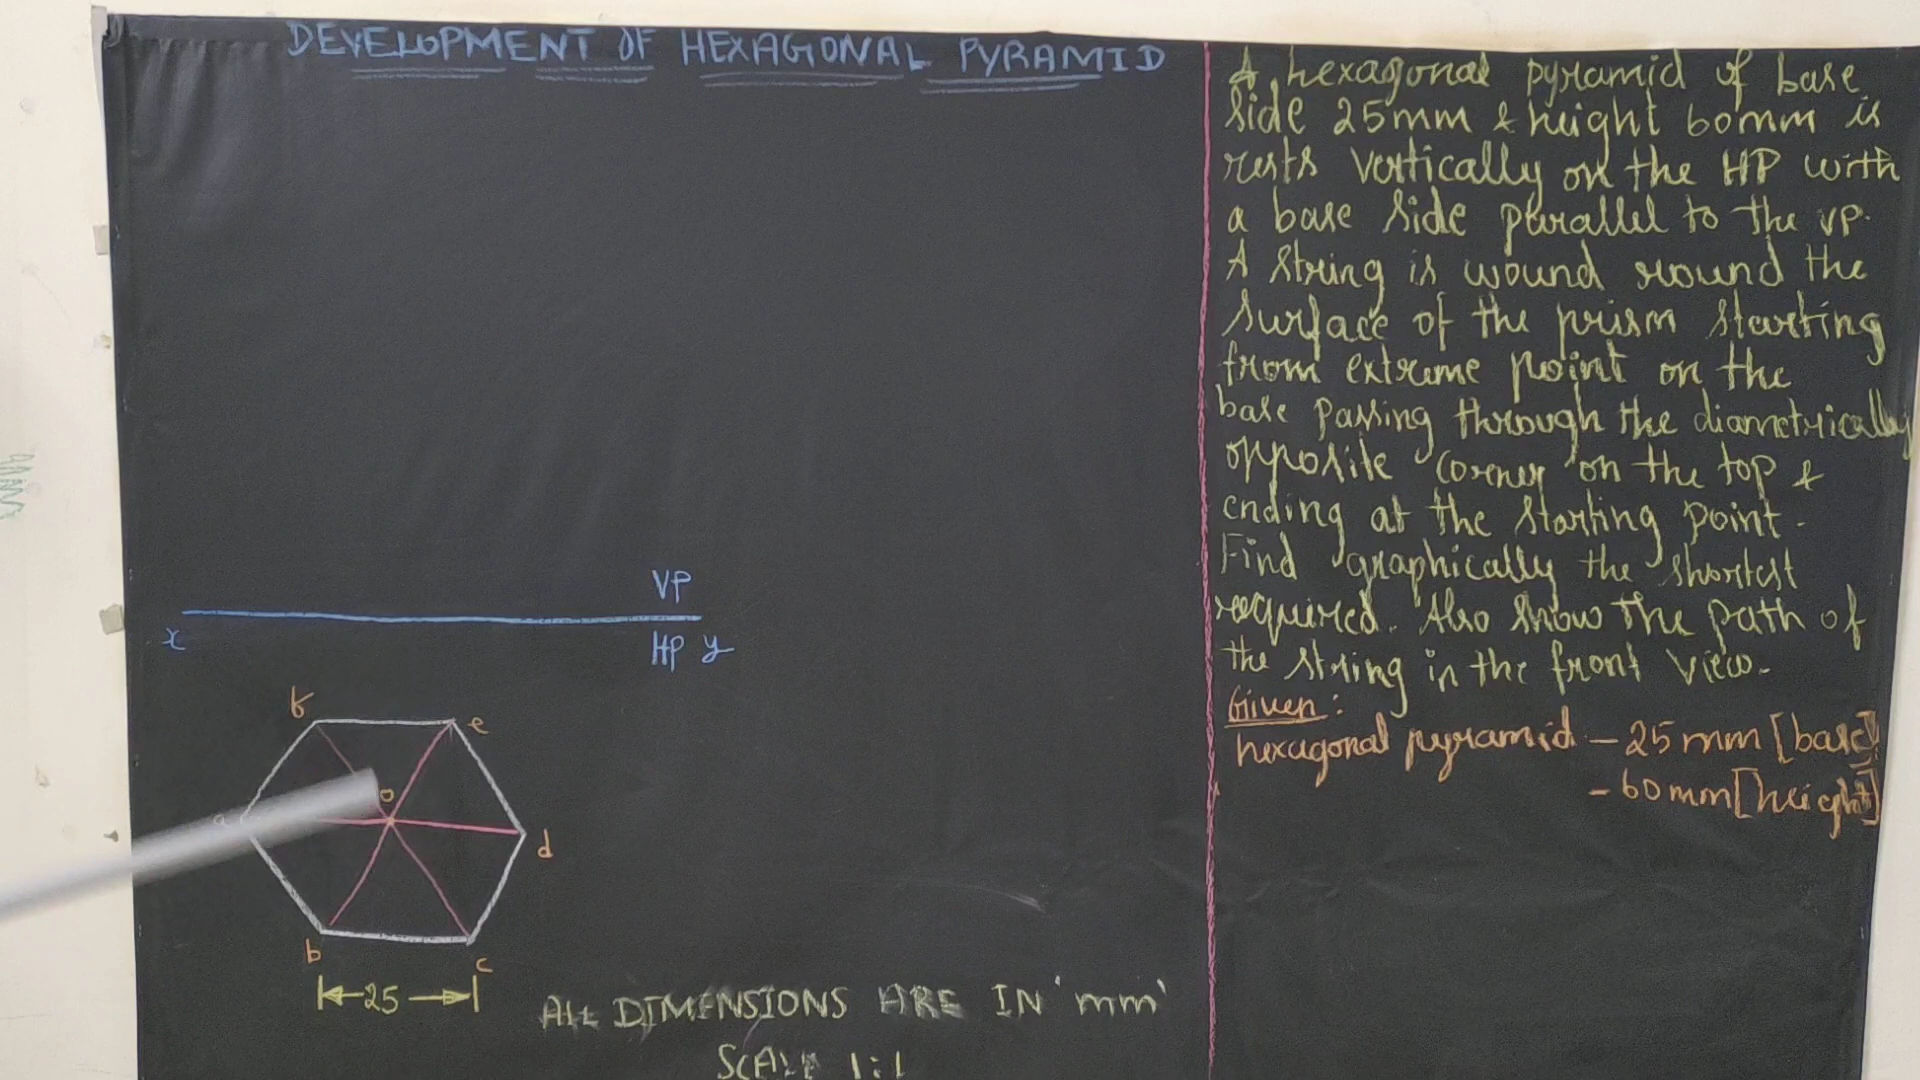 DEVELOPMENT OF HEXAGONAL PYRAMID
A hexagonal pyramid of base
side 25mm & height 60mm is
rests vertically on the HP with
a base side parallel to the VP.
A string is wound round the
surface of the prism starting
from extreme point on the
base passing through the diametrically
opposite corner on the top &
ending at the starting point.
Find graphically the shortest
required. Also show the path of
the string in the front view.
Given:
hexagonal pyramid - 25mm [base]
- 60mm [height]
VP
x HP y
f e
o
a d
b c
25
ALL DIMENSIONS ARE IN 'mm'
SCALE 1:1